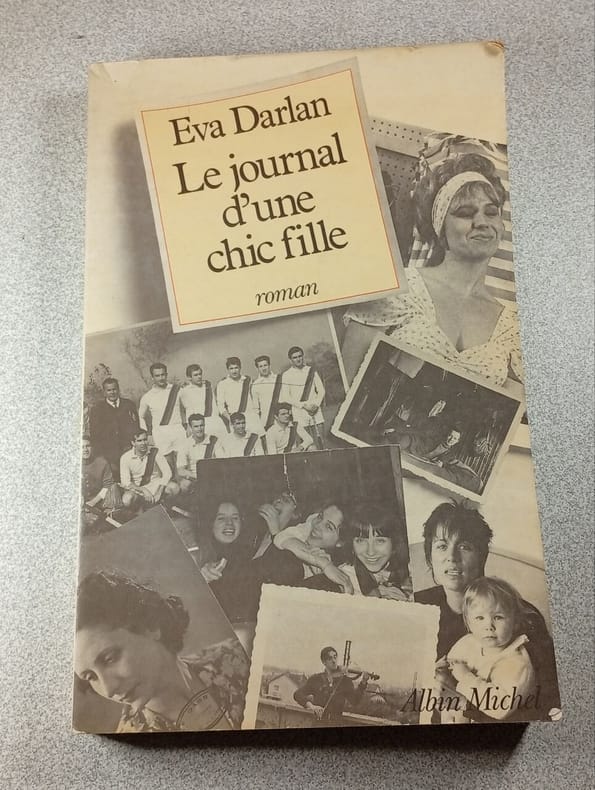 Eva Darlan
Le journal
d'une
chic fille
roman
Albin Michel